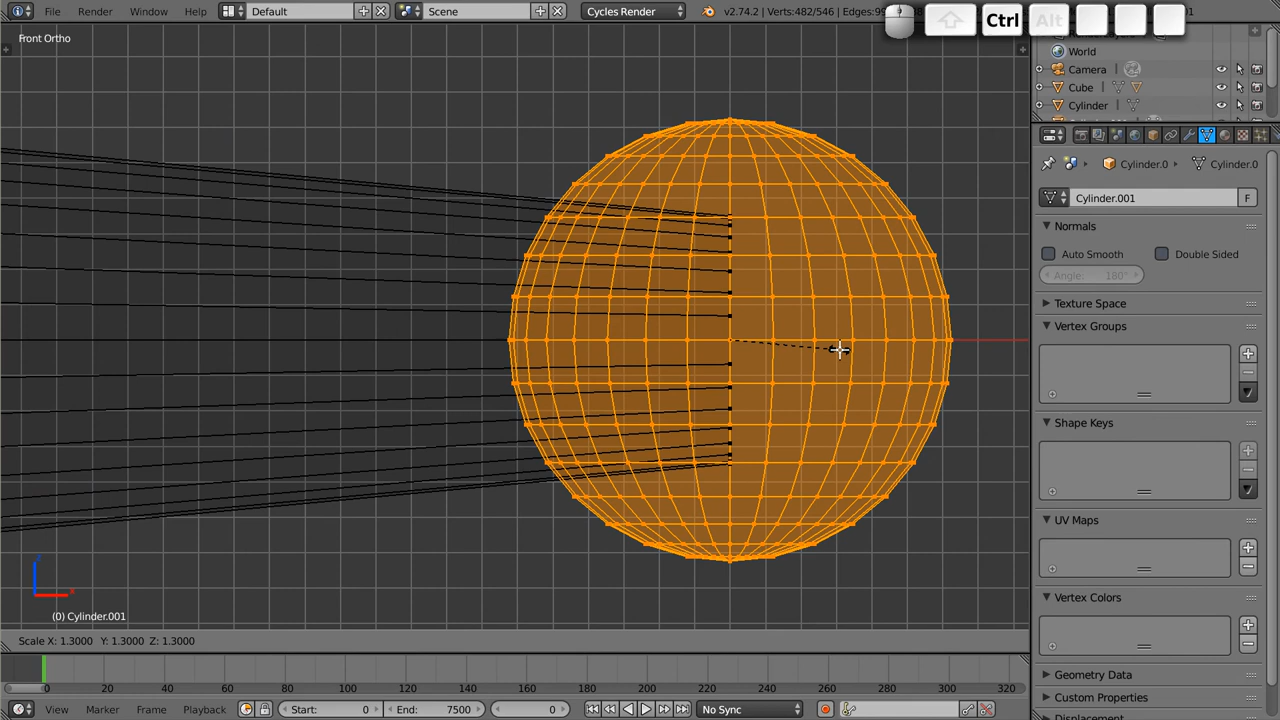 File Render Window Help Default Scene Cycles Render v2.74.2 | Verts:482/546 | Edges:99
Ctrl Alt
Front Ortho
World
Camera
Cube
Cylinder
Cylinder.0 Cylinder.0
Cylinder.001 F
Normals
Auto Smooth Double Sided
Angle: 180°
Texture Space
Vertex Groups
Shape Keys
UV Maps
Vertex Colors
Geometry Data
Custom Properties
z
x
(0) Cylinder.001
Scale X: 1.3000 Y: 1.3000 Z: 1.3000
0 20 40 60 80 100 120 140 160 180 200 220 240 260 280 300 320
View Marker Frame Playback Start: 0 End: 7500 0 No Sync